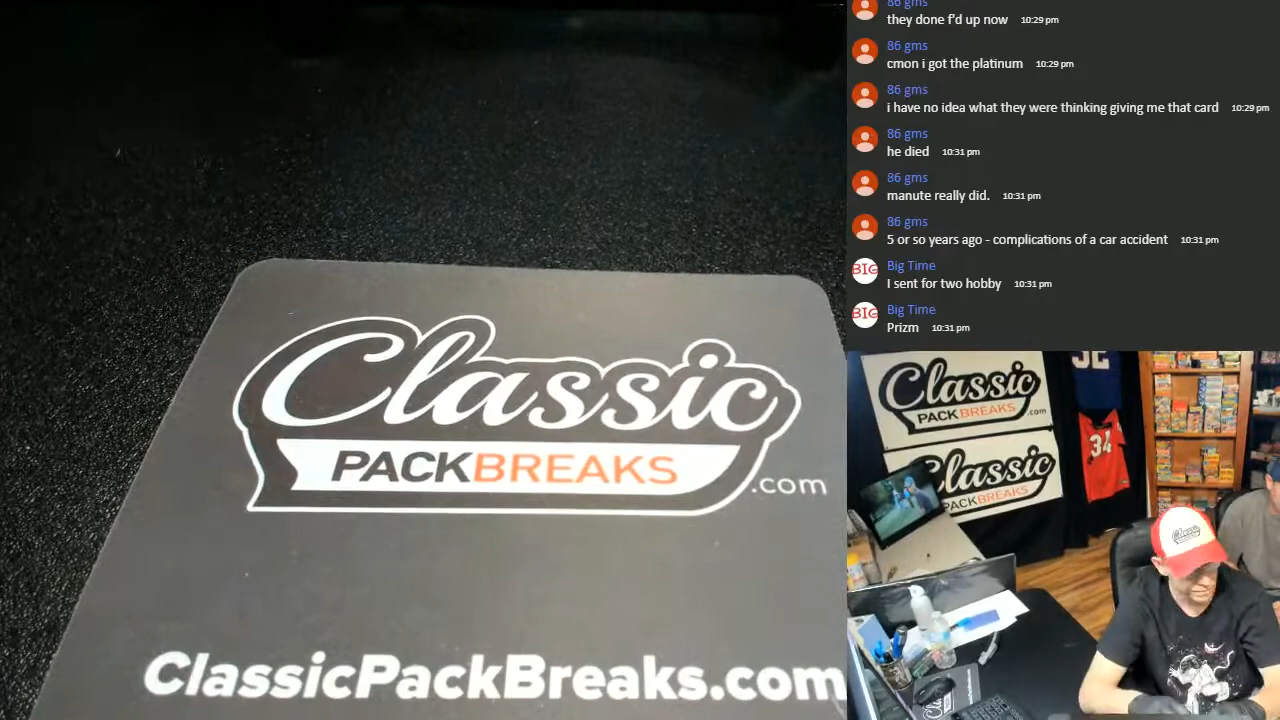 86 gms
they done f'd up now 10:29 pm
86 gms
cmon i got the platinum 10:29 pm
86 gms
i have no idea what they were thinking giving me that card 10:29 pm
86 gms
he died 10:31 pm
86 gms
manute really did. 10:31 pm
86 gms
5 or so years ago - complications of a car accident 10:31 pm
BIG
Big Time
I sent for two hobby 10:31 pm
BIG
Big Time
Prizm 10:31 pm
Classic
PACKBREAKS
.com
ClassicPackBreaks.com
Classic
PACKBREAKS
.com
Classic
PACKBREAKS
.com
34
Classic